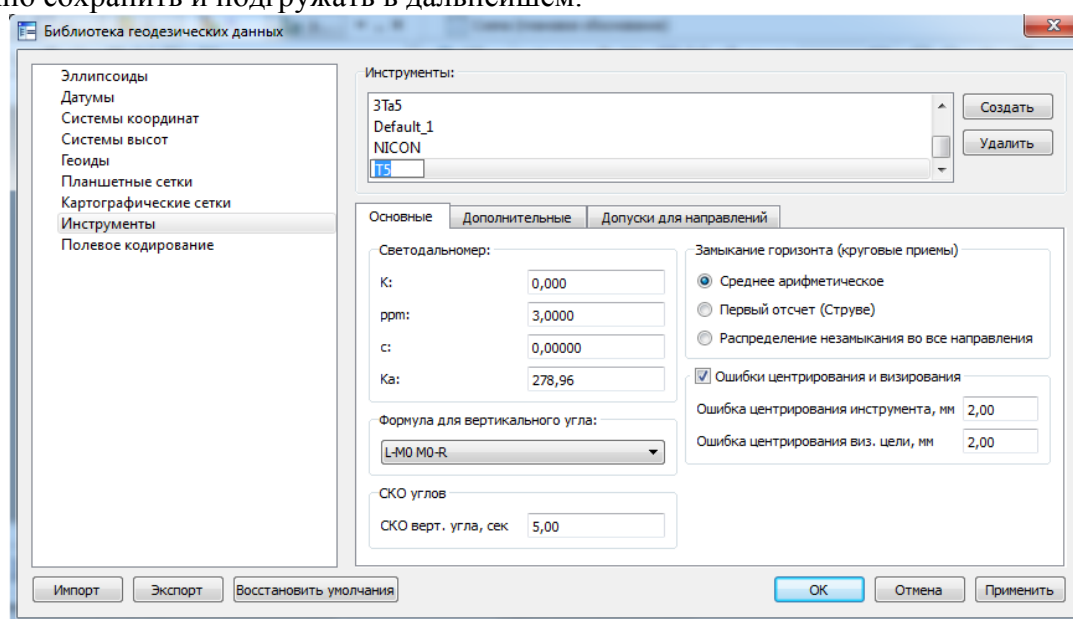 сохранить и подгружать в дальнейшем.
Библиотека геодезических данных
Эллипсоиды
Датумы
Системы координат
Системы высот
Геоиды
Планшетные сетки
Картографические сетки
Инструменты
Полевое кодирование
Инструменты:
3Та5
Default_1
NICON
T5
Создать
Удалить
Основные Дополнительные Допуски для направлений
Светодальномер:
К: 0,000
ppm: 3,0000
с: 0,00000
Ка: 278,96
Формула для вертикального угла:
L-M0 M0-R
СКО углов
СКО верт. угла, сек 5,00
Замыкание горизонта (круговые приемы)
Среднее арифметическое
Первый отсчет (Струве)
Распределение незамыкания во все направления
Ошибки центрирования и визирования
Ошибка центрирования инструмента, мм 2,00
Ошибка центрирования виз. цели, мм 2,00
Импорт Экспорт Восстановить умолчания OK Отмена Применить